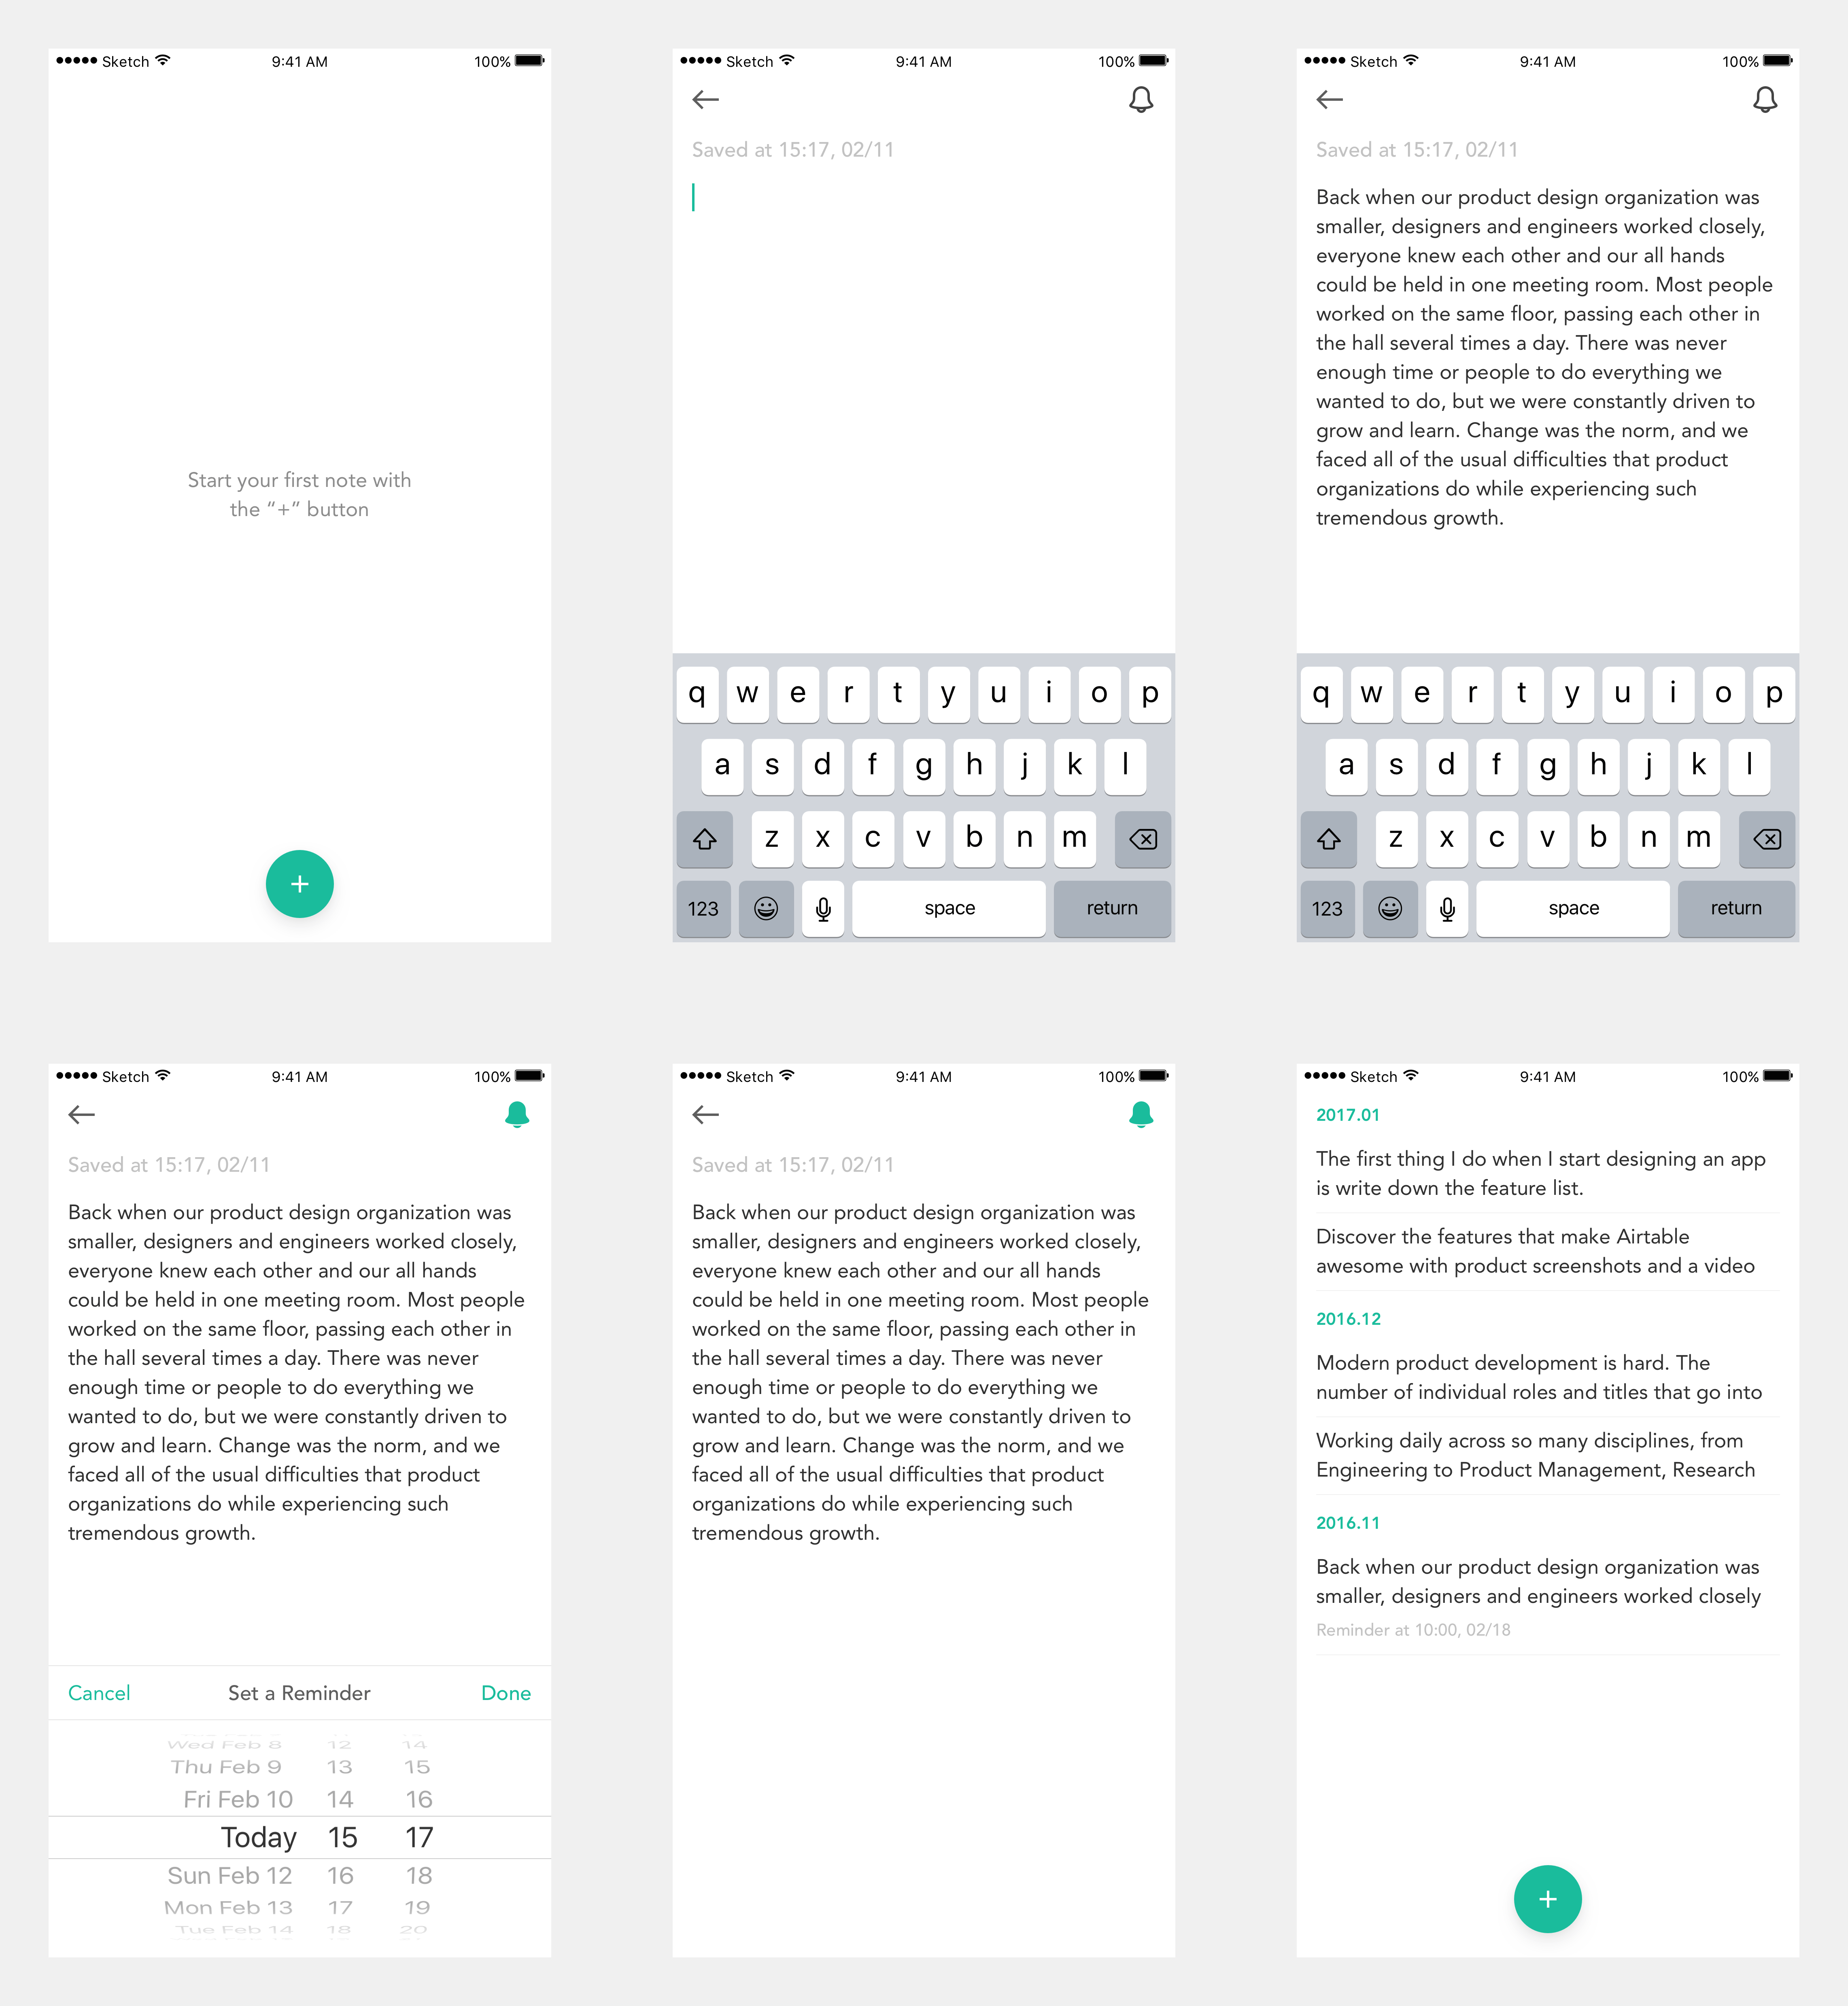 Sketch 9:41 AM 100%
Start your first note with
the “+” button
+
Sketch 9:41 AM 100%
Saved at 15:17, 02/11
q w e r t y u i o p
a s d f g h j k l
z x c v b n m
123 space return
Sketch 9:41 AM 100%
Saved at 15:17, 02/11
Back when our product design organization was
smaller, designers and engineers worked closely,
everyone knew each other and our all hands
could be held in one meeting room. Most people
worked on the same floor, passing each other in
the hall several times a day. There was never
enough time or people to do everything we
wanted to do, but we were constantly driven to
grow and learn. Change was the norm, and we
faced all of the usual difficulties that product
organizations do while experiencing such
tremendous growth.
q w e r t y u i o p
a s d f g h j k l
z x c v b n m
123 space return
Sketch 9:41 AM 100%
Saved at 15:17, 02/11
Back when our product design organization was
smaller, designers and engineers worked closely,
everyone knew each other and our all hands
could be held in one meeting room. Most people
worked on the same floor, passing each other in
the hall several times a day. There was never
enough time or people to do everything we
wanted to do, but we were constantly driven to
grow and learn. Change was the norm, and we
faced all of the usual difficulties that product
organizations do while experiencing such
tremendous growth.
Cancel Set a Reminder Done
Wed Feb 8 12 14
Thu Feb 9 13 15
Fri Feb 10 14 16
Today 15 17
Sun Feb 12 16 18
Mon Feb 13 17 19
Tue Feb 14 18 20
Sketch 9:41 AM 100%
Saved at 15:17, 02/11
Back when our product design organization was
smaller, designers and engineers worked closely,
everyone knew each other and our all hands
could be held in one meeting room. Most people
worked on the same floor, passing each other in
the hall several times a day. There was never
enough time or people to do everything we
wanted to do, but we were constantly driven to
grow and learn. Change was the norm, and we
faced all of the usual difficulties that product
organizations do while experiencing such
tremendous growth.
Sketch 9:41 AM 100%
2017.01
The first thing I do when I start designing an app
is write down the feature list.
Discover the features that make Airtable
awesome with product screenshots and a video
2016.12
Modern product development is hard. The
number of individual roles and titles that go into
Working daily across so many disciplines, from
Engineering to Product Management, Research
2016.11
Back when our product design organization was
smaller, designers and engineers worked closely
Reminder at 10:00, 02/18
+